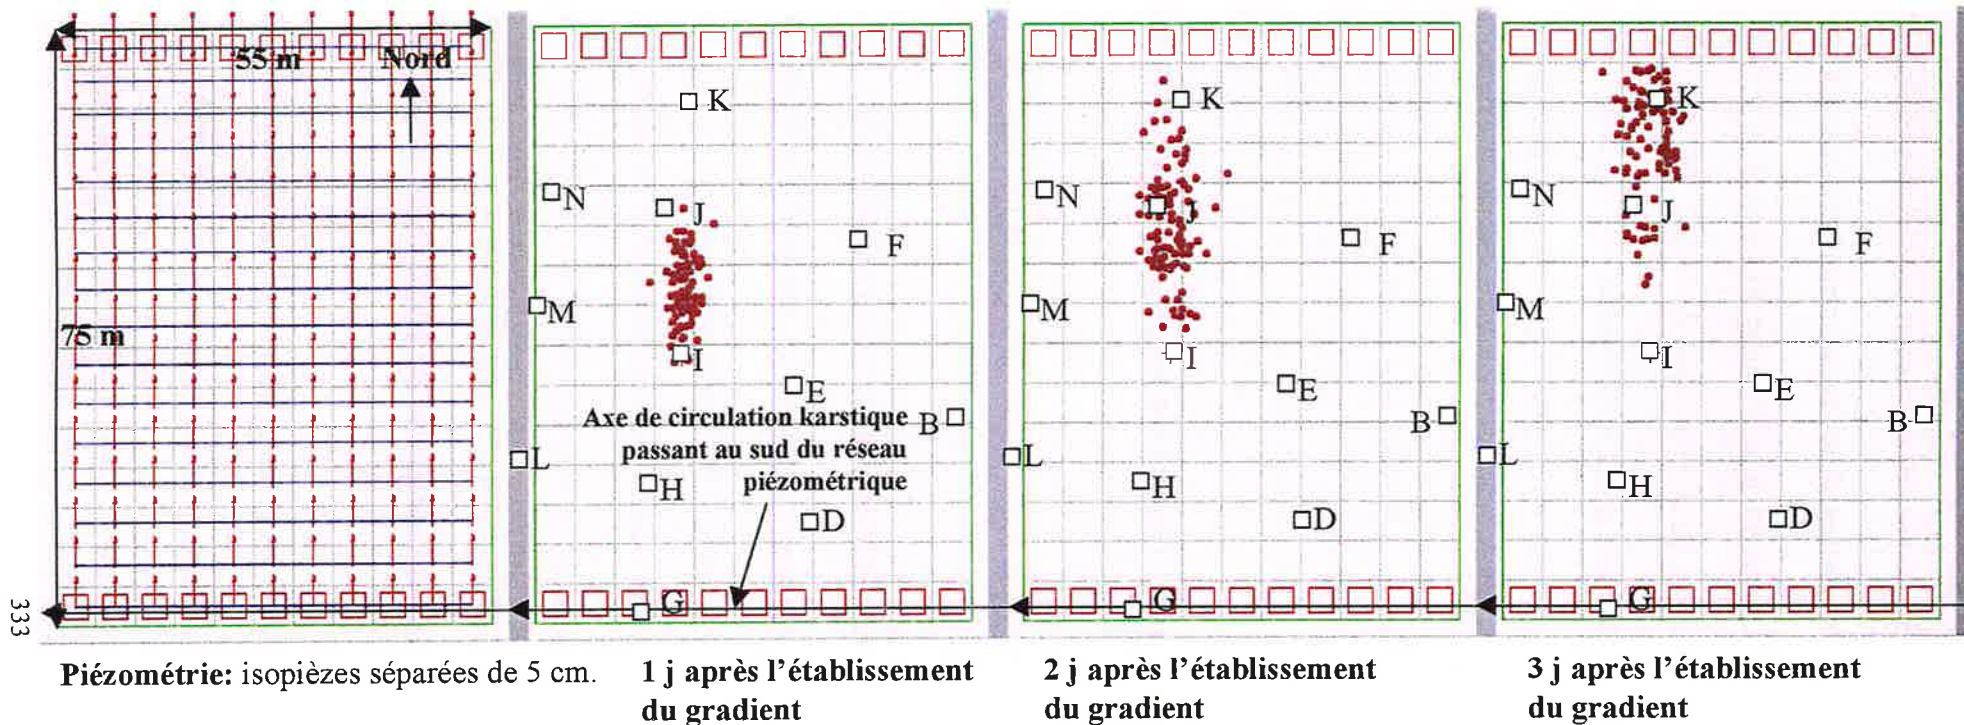 55 m
Nord
75 m
K
N
J
F
M
I
E
Axe de circulation karstique
passant au sud du réseau
piézométrique
B
L
H
D
G
K
N
J
F
M
I
E
B
L
H
D
G
K
N
J
F
M
I
E
B
L
H
D
G
333
Piézométrie: isopièzes séparées de 5 cm.
1 j après l'établissement
du gradient
2 j après l'établissement
du gradient
3 j après l'établissement
du gradient